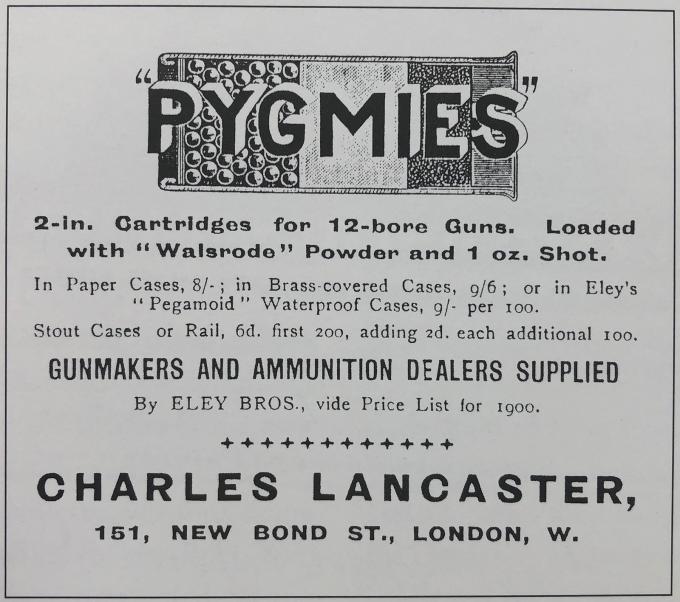 "PYGMIES"
2-in. Cartridges for 12-bore Guns. Loaded
with "Walsrode" Powder and 1 oz. Shot.
In Paper Cases, 8/-; in Brass-covered Cases, 9/6; or in Eley's
"Pegamoid" Waterproof Cases, 9/- per 100.
Stout Cases or Rail, 6d. first 200, adding 2d. each additional 100.
GUNMAKERS AND AMMUNITION DEALERS SUPPLIED
By ELEY BROS., vide Price List for 1900.
CHARLES LANCASTER,
151, NEW BOND ST., LONDON, W.